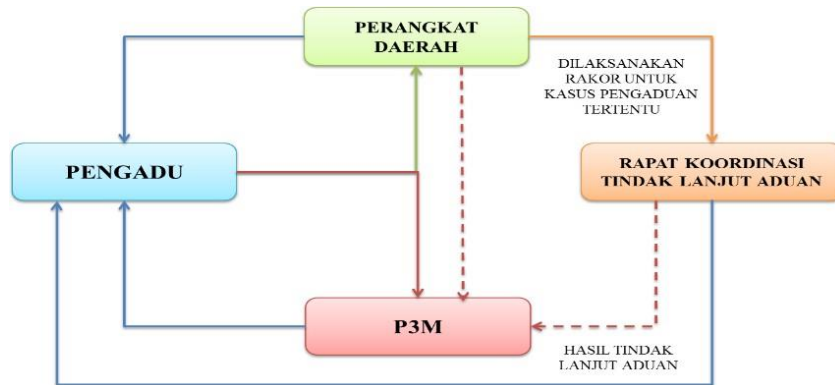 PERANGKAT
DAERAH
DILAKSANAKAN
RAKOR UNTUK
KASUS PENGADUAN
TERTENTU
PENGADU
RAPAT KOORDINASI
TINDAK LANJUT ADUAN
P3M
HASIL TINDAK
LANJUT ADUAN